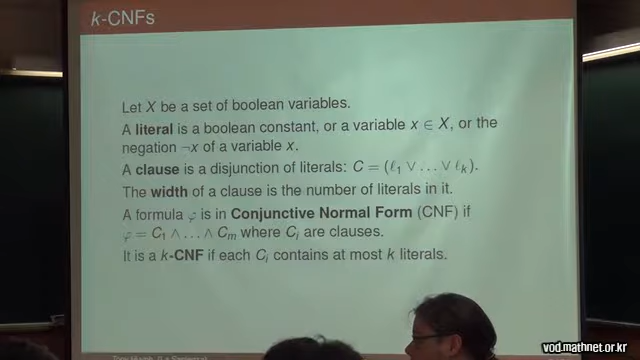 k-CNFs
Let X be a set of boolean variables.
A literal is a boolean constant, or a variable x ∈ X, or the
negation ¬x of a variable x.
A clause is a disjunction of literals: C = (ℓ₁ ∨ … ∨ ℓₖ).
The width of a clause is the number of literals in it.
A formula φ is in Conjunctive Normal Form (CNF) if
φ = C₁ ∧ … ∧ Cₘ where Cᵢ are clauses.
It is a k-CNF if each Cᵢ contains at most k literals.
vod.mathnet.or.kr